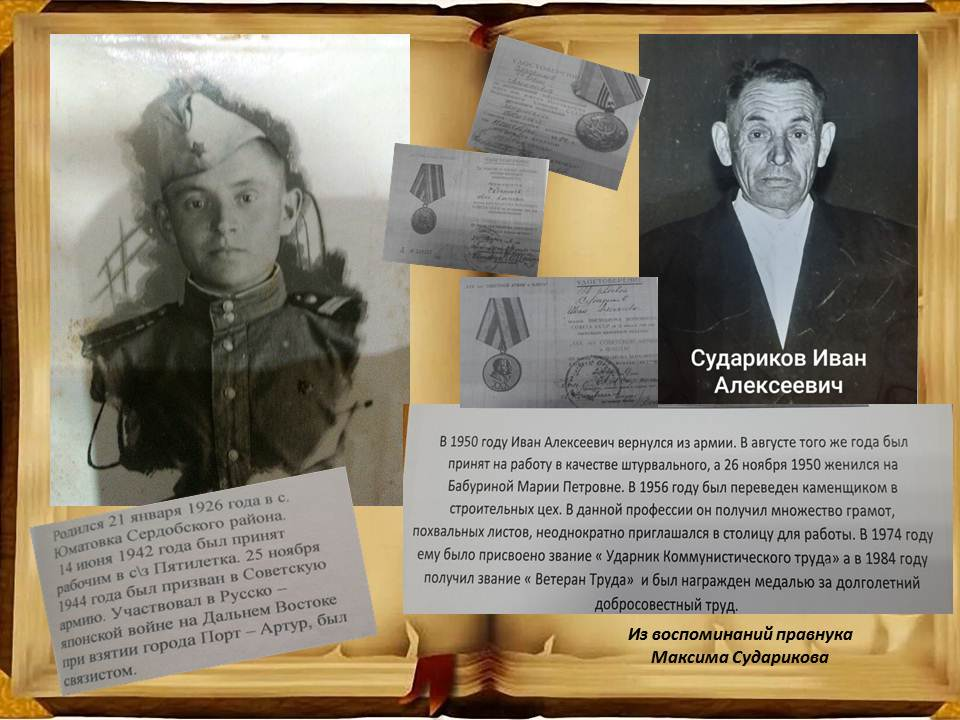 Судариков Иван
Алексеевич
Родился 21 января 1926 года в с.
Юматовка Сердобского района.
14 июня 1942 года был принят
рабочим в с\з Пятилетка. 25 ноября
1944 года был призван в Советскую
армию. Участвовал в Русско –
японской войне на Дальнем Востоке
при взятии города Порт – Артур, был
связистом.
УДОСТОВЕРЕНИЕ
В 1950 году Иван Алексеевич вернулся из армии. В августе того же года был
принят на работу в качестве штурвального, а 26 ноября 1950 женился на
Бабуриной Марии Петровне. В 1956 году был переведен каменщиком в
строительных цех. В данной профессии он получил множество грамот,
похвальных листов, неоднократно приглашался в столицу для работы. В 1974 году
ему было присвоено звание « Ударник Коммунистического труда» а в 1984 году
получил звание « Ветеран Труда»  и был награжден медалью за долголетний
добросовестный труд.
Из воспоминаний правнука
Максима Сударикова